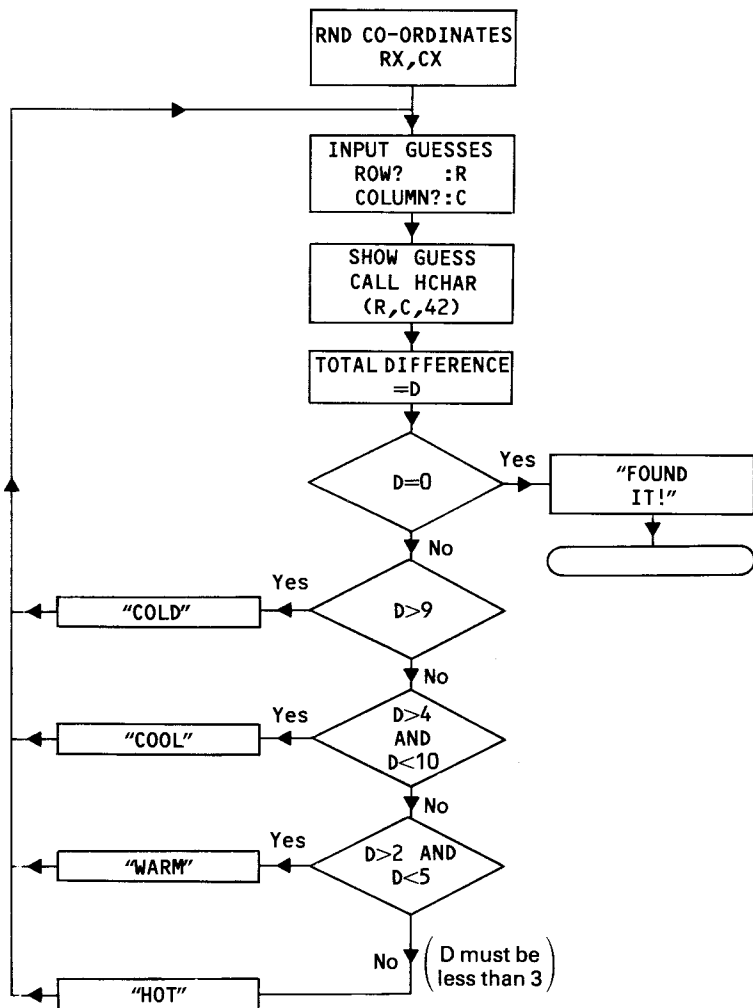 RND CO-ORDINATES
RX,CX
INPUT GUESSES
ROW? :R
COLUMN?:C
SHOW GUESS
CALL HCHAR
(R,C,42)
TOTAL DIFFERENCE
=D
D=0
Yes
“FOUND
IT!”
No
D>9
Yes
“COLD”
No
D>4
AND
D<10
Yes
“COOL”
No
D>2 AND
D<5
Yes
“WARM”
No
(D must be
less than 3)
“HOT”